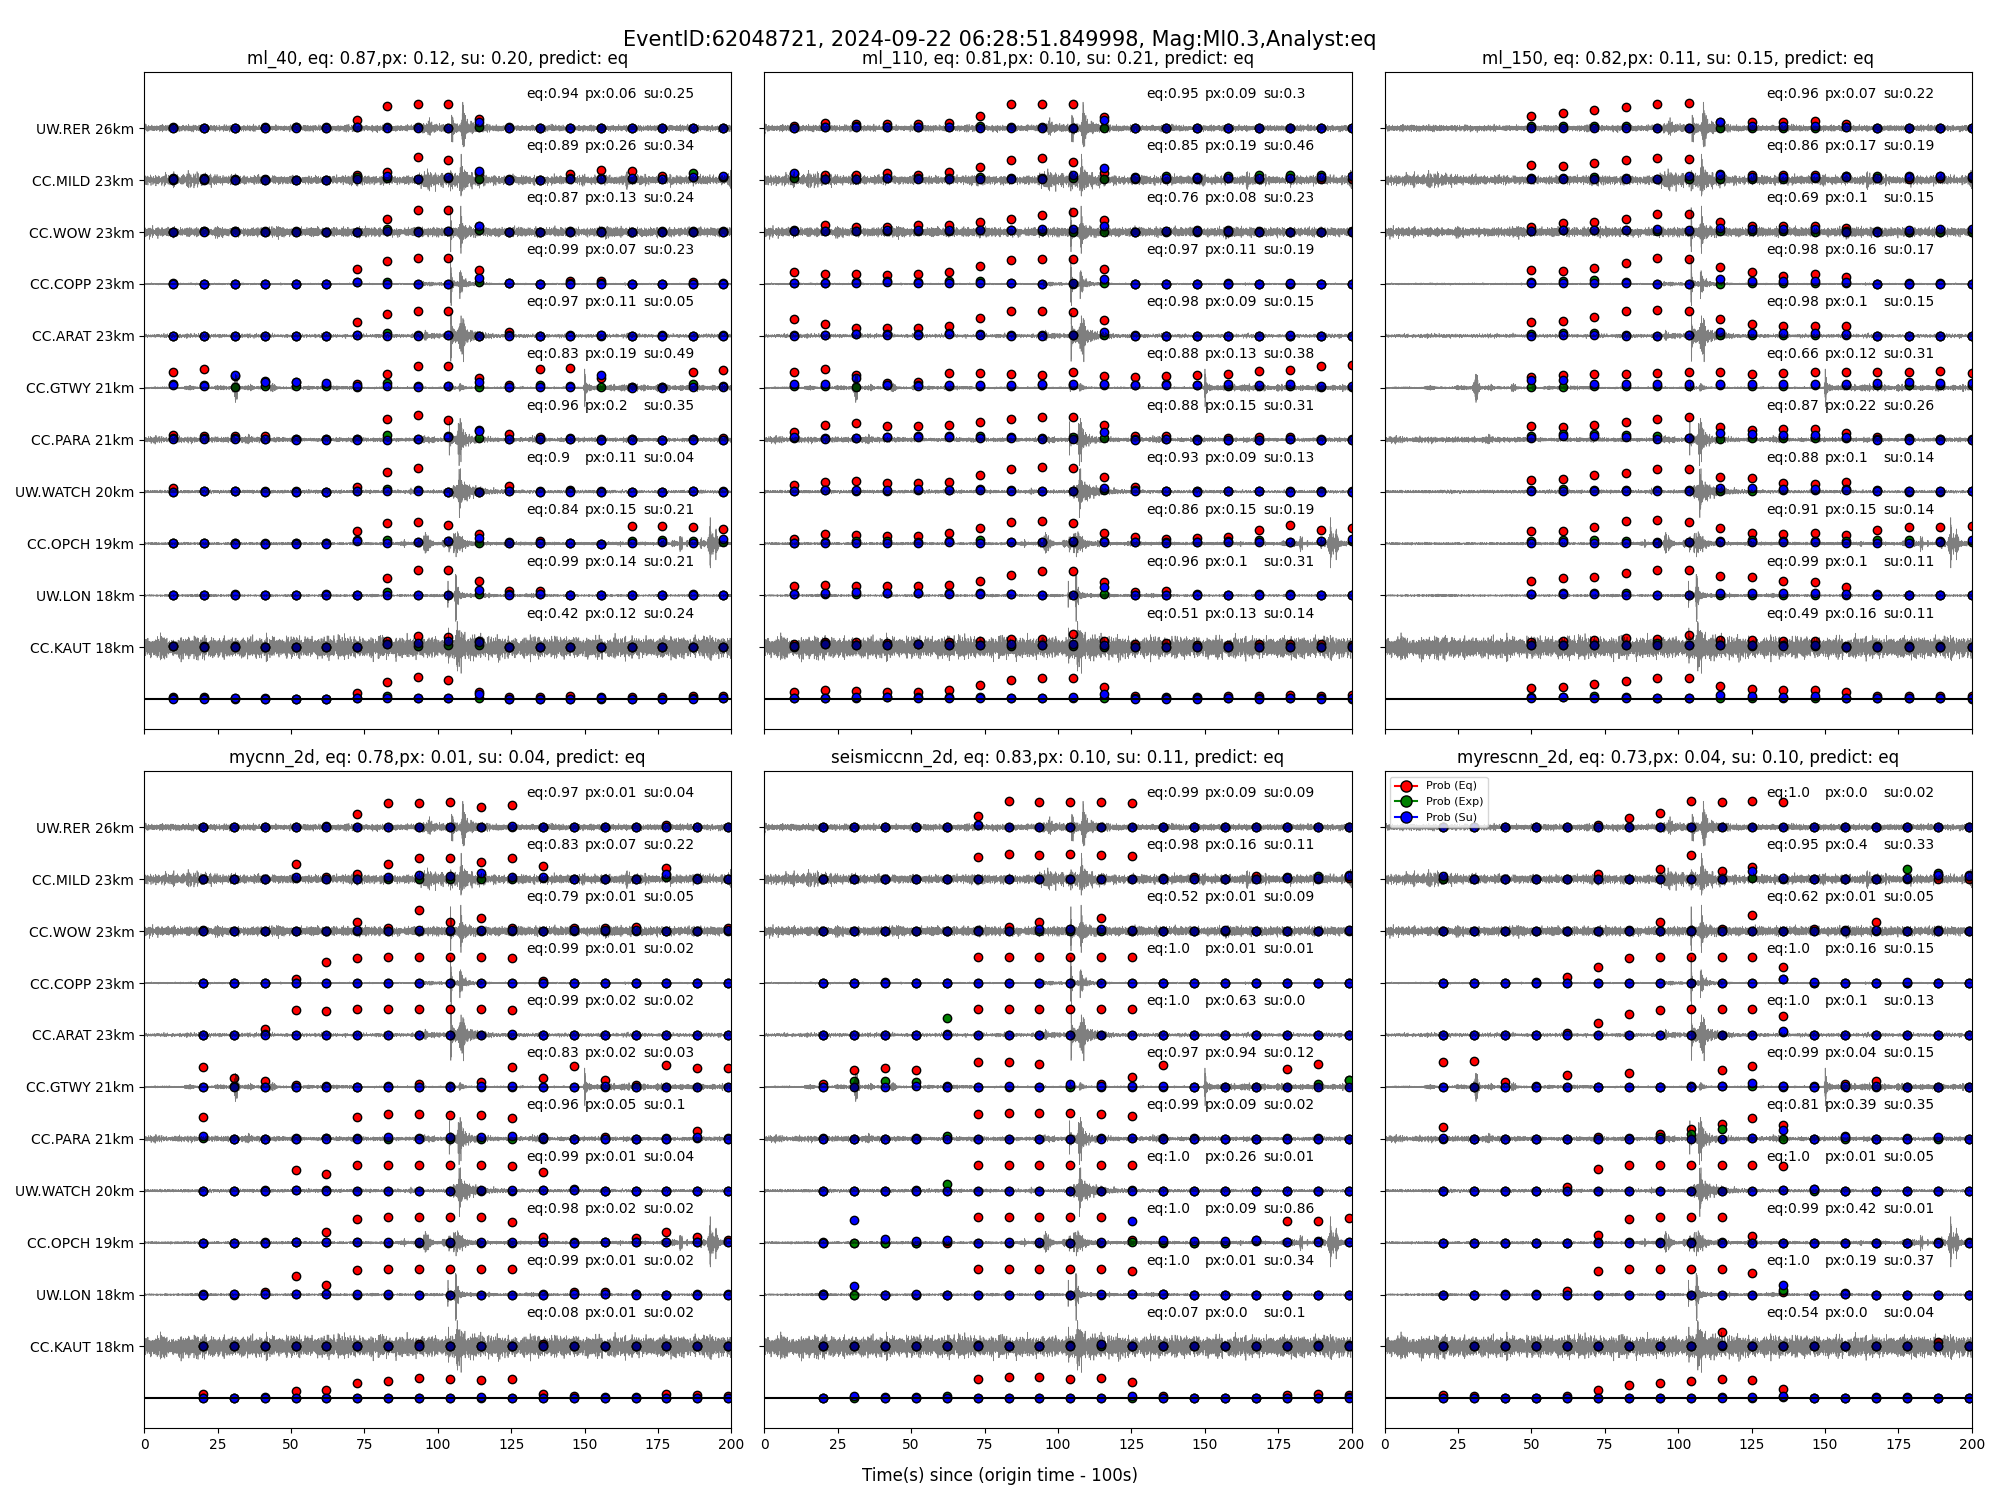 EventID:62048721, 2024-09-22 06:28:51.849998, Mag:Ml0.3,Analyst:eq
ml_40, eq: 0.87,px: 0.12, su: 0.20, predict: eq
UW.RER 26km
eq:0.94 px:0.06 su:0.25
CC.MILD 23km
eq:0.89 px:0.26 su:0.34
CC.WOW 23km
eq:0.87 px:0.13 su:0.24
CC.COPP 23km
eq:0.99 px:0.07 su:0.23
CC.ARAT 23km
eq:0.97 px:0.11 su:0.05
CC.GTWY 21km
eq:0.83 px:0.19 su:0.49
CC.PARA 21km
eq:0.96 px:0.2 su:0.35
UW.WATCH 20km
eq:0.9 px:0.11 su:0.04
CC.OPCH 19km
eq:0.84 px:0.15 su:0.21
UW.LON 18km
eq:0.99 px:0.14 su:0.21
CC.KAUT 18km
eq:0.42 px:0.12 su:0.24
ml_110, eq: 0.81,px: 0.10, su: 0.21, predict: eq
eq:0.95 px:0.09 su:0.3
eq:0.85 px:0.19 su:0.46
eq:0.76 px:0.08 su:0.23
eq:0.97 px:0.11 su:0.19
eq:0.98 px:0.09 su:0.15
eq:0.88 px:0.13 su:0.38
eq:0.88 px:0.15 su:0.31
eq:0.93 px:0.09 su:0.13
eq:0.86 px:0.15 su:0.19
eq:0.96 px:0.1 su:0.31
eq:0.51 px:0.13 su:0.14
ml_150, eq: 0.82,px: 0.11, su: 0.15, predict: eq
eq:0.96 px:0.07 su:0.22
eq:0.86 px:0.17 su:0.19
eq:0.69 px:0.1 su:0.15
eq:0.98 px:0.16 su:0.17
eq:0.98 px:0.1 su:0.15
eq:0.66 px:0.12 su:0.31
eq:0.87 px:0.22 su:0.26
eq:0.88 px:0.1 su:0.14
eq:0.91 px:0.15 su:0.14
eq:0.99 px:0.1 su:0.11
eq:0.49 px:0.16 su:0.11
mycnn_2d, eq: 0.78,px: 0.01, su: 0.04, predict: eq
UW.RER 26km
eq:0.97 px:0.01 su:0.04
CC.MILD 23km
eq:0.83 px:0.07 su:0.22
CC.WOW 23km
eq:0.79 px:0.01 su:0.05
CC.COPP 23km
eq:0.99 px:0.01 su:0.02
CC.ARAT 23km
eq:0.99 px:0.02 su:0.02
CC.GTWY 21km
eq:0.83 px:0.02 su:0.03
CC.PARA 21km
eq:0.96 px:0.05 su:0.1
UW.WATCH 20km
eq:0.99 px:0.01 su:0.04
CC.OPCH 19km
eq:0.98 px:0.02 su:0.02
UW.LON 18km
eq:0.99 px:0.01 su:0.02
CC.KAUT 18km
eq:0.08 px:0.01 su:0.02
0 25 50 75 100 125 150 175 200
seismiccnn_2d, eq: 0.83,px: 0.10, su: 0.11, predict: eq
eq:0.99 px:0.09 su:0.09
eq:0.98 px:0.16 su:0.11
eq:0.52 px:0.01 su:0.09
eq:1.0 px:0.01 su:0.01
eq:1.0 px:0.63 su:0.0
eq:0.97 px:0.94 su:0.12
eq:0.99 px:0.09 su:0.02
eq:1.0 px:0.26 su:0.01
eq:1.0 px:0.09 su:0.86
eq:1.0 px:0.01 su:0.34
eq:0.07 px:0.0 su:0.1
0 25 50 75 100 125 150 175 200
myrescnn_2d, eq: 0.73,px: 0.04, su: 0.10, predict: eq
Prob (Eq)
Prob (Exp)
Prob (Su)
eq:1.0 px:0.0 su:0.02
eq:0.95 px:0.4 su:0.33
eq:0.62 px:0.01 su:0.05
eq:1.0 px:0.16 su:0.15
eq:1.0 px:0.1 su:0.13
eq:0.99 px:0.04 su:0.15
eq:0.81 px:0.39 su:0.35
eq:1.0 px:0.01 su:0.05
eq:0.99 px:0.42 su:0.01
eq:1.0 px:0.19 su:0.37
eq:0.54 px:0.0 su:0.04
0 25 50 75 100 125 150 175 200
Time(s) since (origin time - 100s)